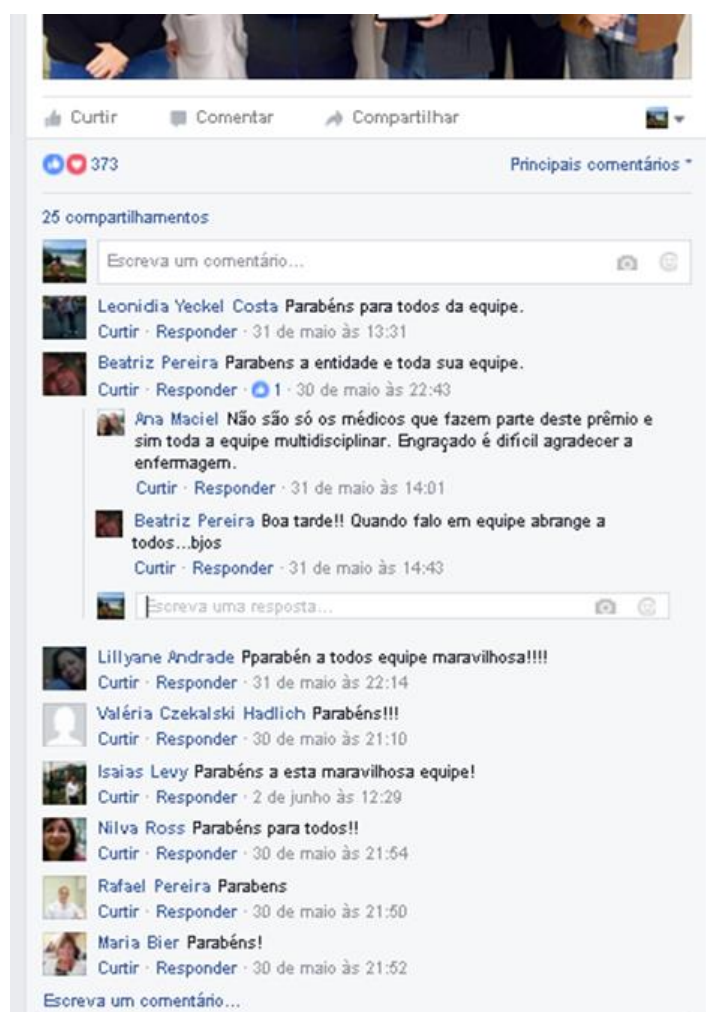 Curtir Comentar Compartilhar
373 Principais comentários
25 compartilhamentos
Escreva um comentário...
Leonidia Yeckel Costa Parabéns para todos da equipe.
Curtir · Responder · 31 de maio às 13:31
Beatriz Pereira Parabens a entidade e toda sua equipe.
Curtir · Responder · 1 · 30 de maio às 22:43
Ana Maciel Não são só os médicos que fazem parte deste prêmio e
sim toda a equipe multidisciplinar. Engraçado é difícil agradecer a
enfermagem.
Curtir · Responder · 31 de maio às 14:01
Beatriz Pereira Boa tarde!! Quando falo em equipe abrange a
todos...bjos
Curtir · Responder · 31 de maio às 14:43
Escreva uma resposta...
Lillyane Andrade Pparabén a todos equipe maravilhosa!!!!
Curtir · Responder · 31 de maio às 22:14
Valéria Czekalski Hadlich Parabéns!!!
Curtir · Responder · 30 de maio às 21:10
Isaias Levy Parabéns a esta maravilhosa equipe!
Curtir · Responder · 2 de junho às 12:29
Nilva Ross Parabéns para todos!!
Curtir · Responder · 30 de maio às 21:54
Rafael Pereira Parabens
Curtir · Responder · 30 de maio às 21:50
Maria Bier Parabéns!
Curtir · Responder · 30 de maio às 21:52
Escreva um comentário...